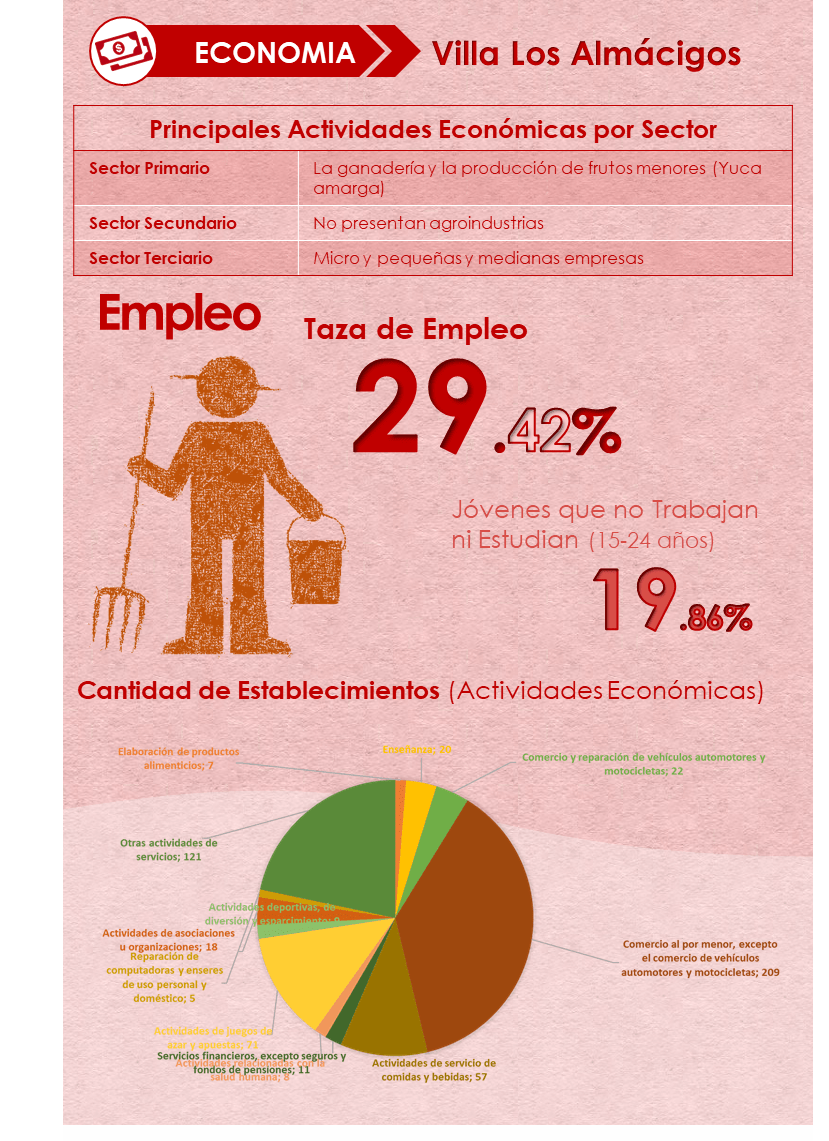 ECONOMIA
Villa Los Almácigos
Principales Actividades Económicas por Sector
Sector Primario
La ganadería y la producción de frutos menores (Yuca
amarga)
Sector Secundario
No presentan agroindustrias
Sector Terciario
Micro y pequeñas y medianas empresas
Empleo
Taza de Empleo
29.42%
Jóvenes que no Trabajan
ni Estudian (15-24 años)
19.86%
Cantidad de Establecimientos (Actividades Económicas)
Elaboración de productos
alimenticios; 7
Enseñanza; 20
Comercio y reparación de vehículos automotores y
motocicletas; 22
Otras actividades de
servicios; 121
Actividades deportivas, de
diversión y esparcimiento; 9
Actividades de asociaciones
u organizaciones; 18
Reparación de
computadoras y enseres
de uso personal y
doméstico; 5
Comercio al por menor, excepto
el comercio de vehículos
automotores y motocicletas; 209
Actividades de juegos de
azar y apuestas; 73
Servicios financieros, excepto seguros y
fondos de pensiones; 11
Actividades relacionadas con la
salud humana; 8
Actividades de servicio de
comidas y bebidas; 57